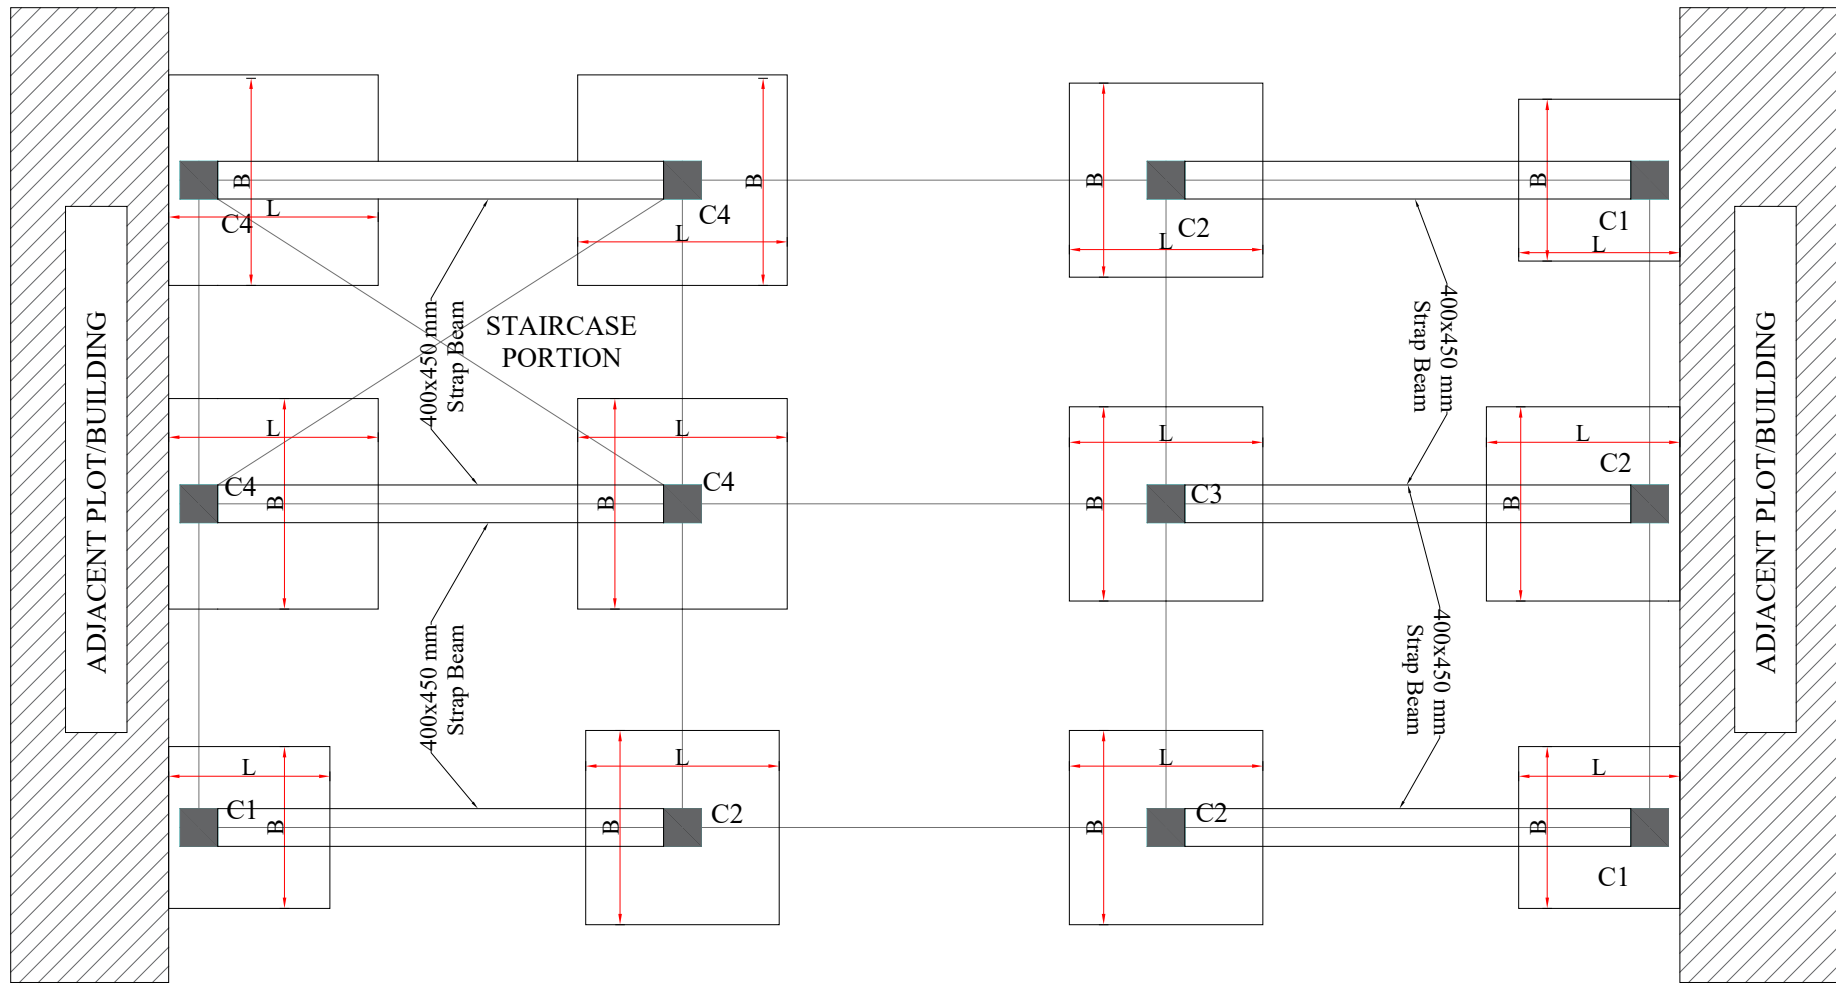 B
B
B
B
C4
L
C4
L
C2
L
C1
L
400x450 mm
Strap Beam
STAIRCASE
PORTION
400x450 mm
Strap Beam
ADJACENT PLOT/BUILDING
ADJACENT PLOT/BUILDING
L
L
L
L
C4
B
B
C4
B
C3
B
C2
400x450 mm
Strap Beam
400x450 mm
Strap Beam
L
L
L
L
C1
B
B
C2
B
C2
B
C1